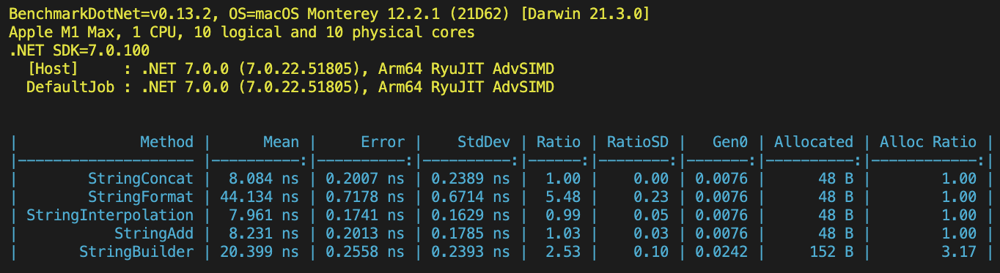 BenchmarkDotNet=v0.13.2, OS=macOS Monterey 12.2.1 (21D62) [Darwin 21.3.0]
Apple M1 Max, 1 CPU, 10 logical and 10 physical cores
.NET SDK=7.0.100
  [Host]     : .NET 7.0.0 (7.0.22.51805), Arm64 RyuJIT AdvSIMD
  DefaultJob : .NET 7.0.0 (7.0.22.51805), Arm64 RyuJIT AdvSIMD
|              Method |      Mean |     Error |    StdDev | Ratio | RatioSD |   Gen0 | Allocated | Alloc Ratio |
|-------------------- |----------:|----------:|----------:|------:|--------:|-------:|----------:|------------:|
|        StringConcat |  8.084 ns | 0.2007 ns | 0.2389 ns |  1.00 |    0.00 | 0.0076 |      48 B |        1.00 |
|        StringFormat | 44.134 ns | 0.7178 ns | 0.6714 ns |  5.48 |    0.23 | 0.0076 |      48 B |        1.00 |
| StringInterpolation |  7.961 ns | 0.1741 ns | 0.1629 ns |  0.99 |    0.05 | 0.0076 |      48 B |        1.00 |
|           StringAdd |  8.231 ns | 0.2013 ns | 0.1785 ns |  1.03 |    0.03 | 0.0076 |      48 B |        1.00 |
|       StringBuilder | 20.399 ns | 0.2558 ns | 0.2393 ns |  2.53 |    0.10 | 0.0242 |     152 B |        3.17 |